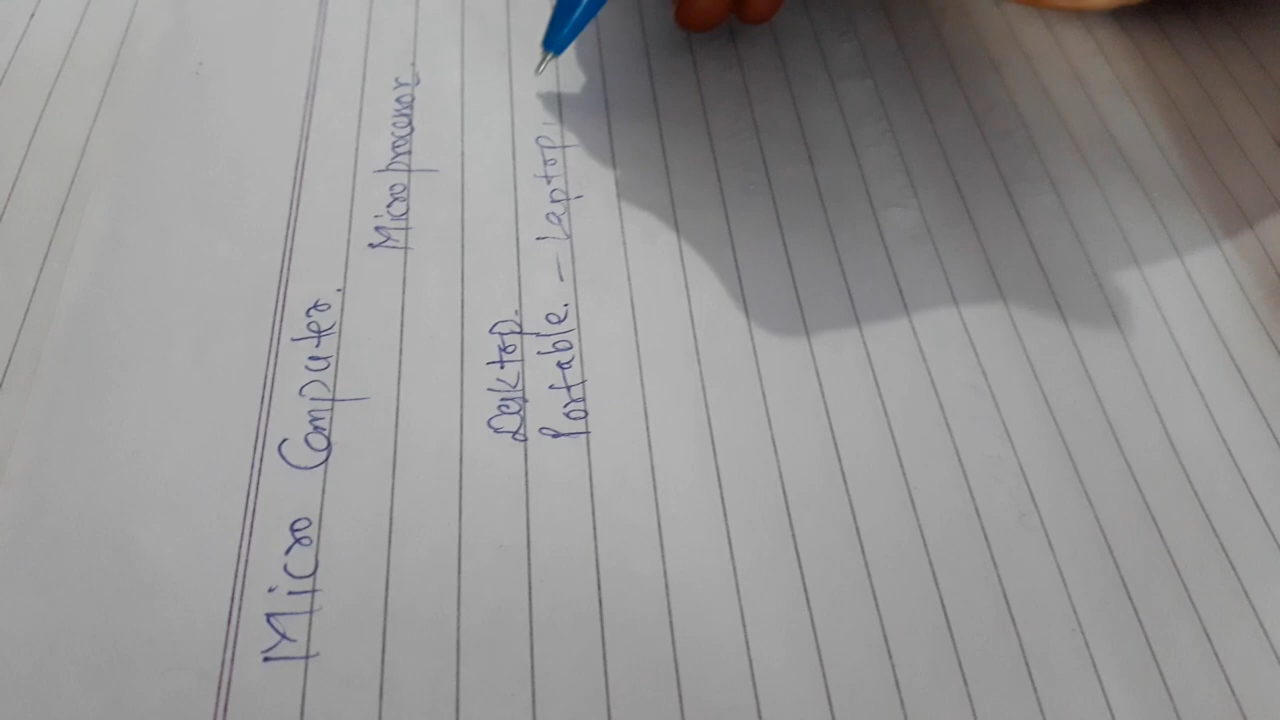 Micro Computer.
Microprocessor.
Desktop.
Portable. - Laptop,